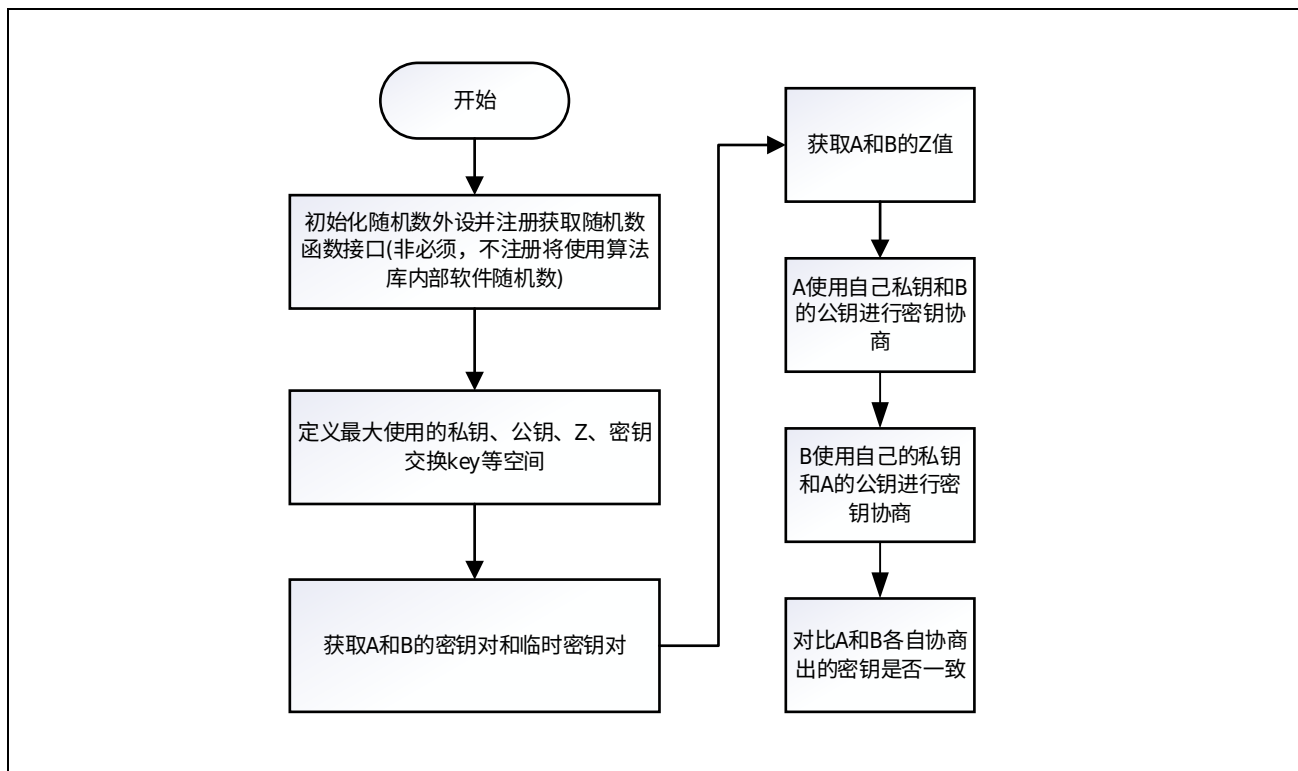 开始
初始化随机数外设并注册获取随机数
函数接口(非必须，不注册将使用算法
库内部软件随机数)
定义最大使用的私钥、公钥、Z、密钥
交换key等空间
获取A和B的密钥对和临时密钥对
获取A和B的Z值
A使用自己私钥和B
的公钥进行密钥协
商
B使用自己的私钥
和A的公钥进行密
钥协商
对比A和B各自协商
出的密钥是否一致